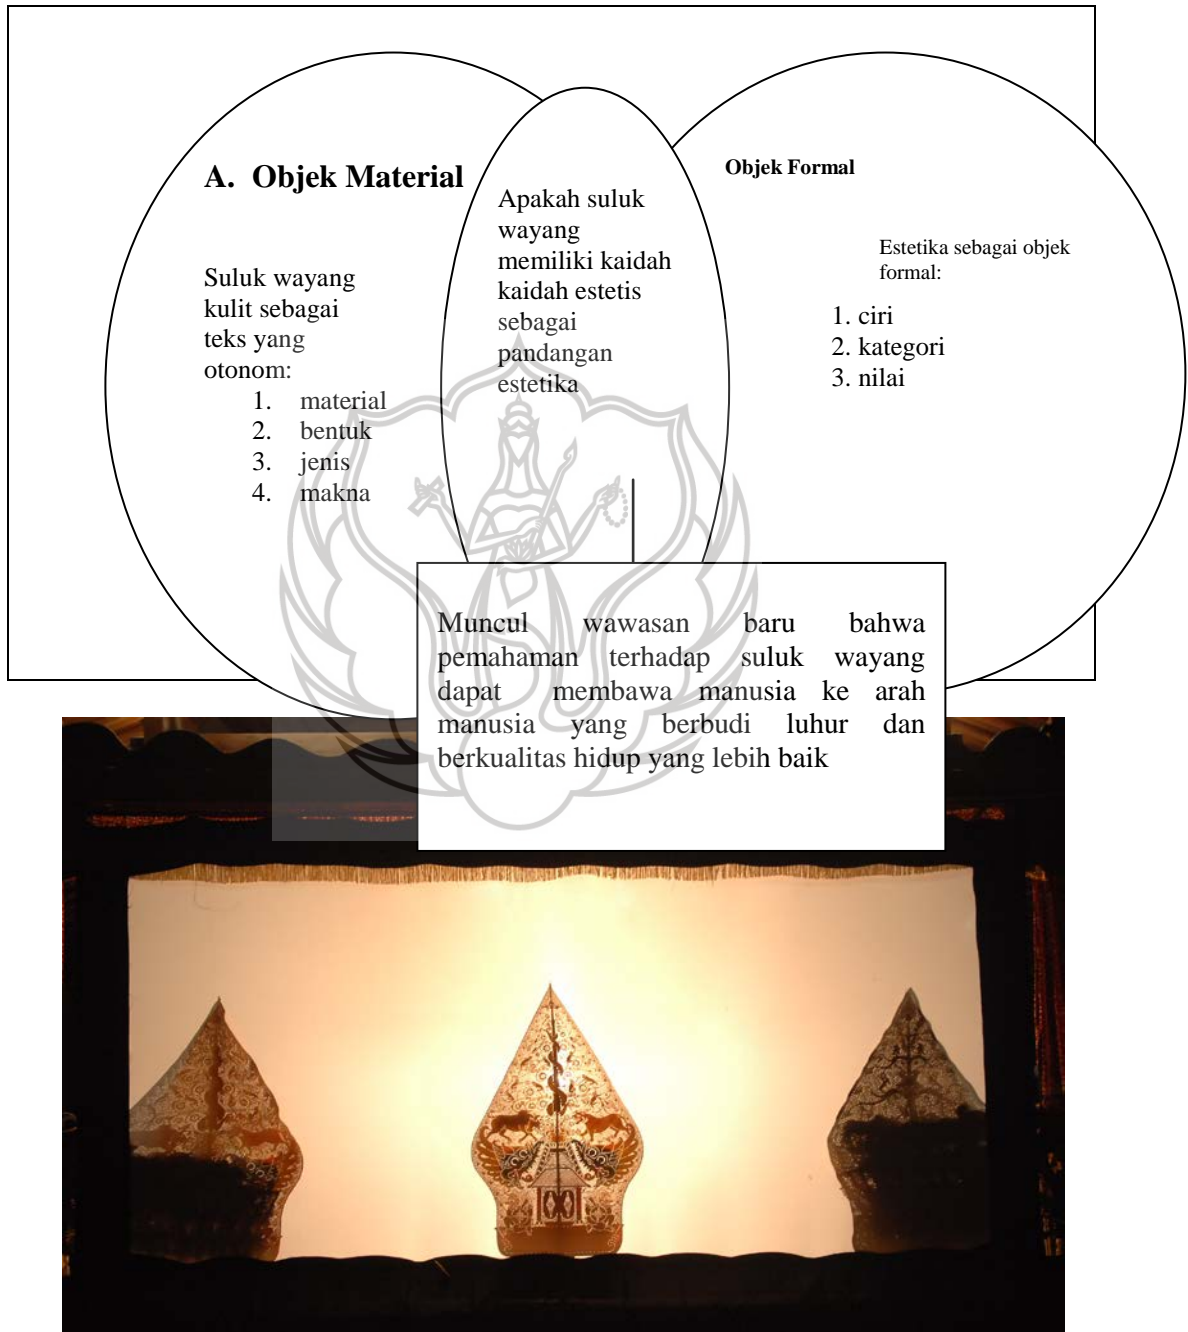 A. Objek Material
Suluk wayang
kulit sebagai
teks yang
otonom:
1. material
2. bentuk
3. jenis
4. makna
Apakah suluk
wayang
memiliki kaidah
kaidah estetis
sebagai
pandangan
estetika
Objek Formal
Estetika sebagai objek
formal:
1. ciri
2. kategori
3. nilai
Muncul wawasan baru bahwa
pemahaman terhadap suluk wayang
dapat membawa manusia ke arah
manusia yang berbudi luhur dan
berkualitas hidup yang lebih baik